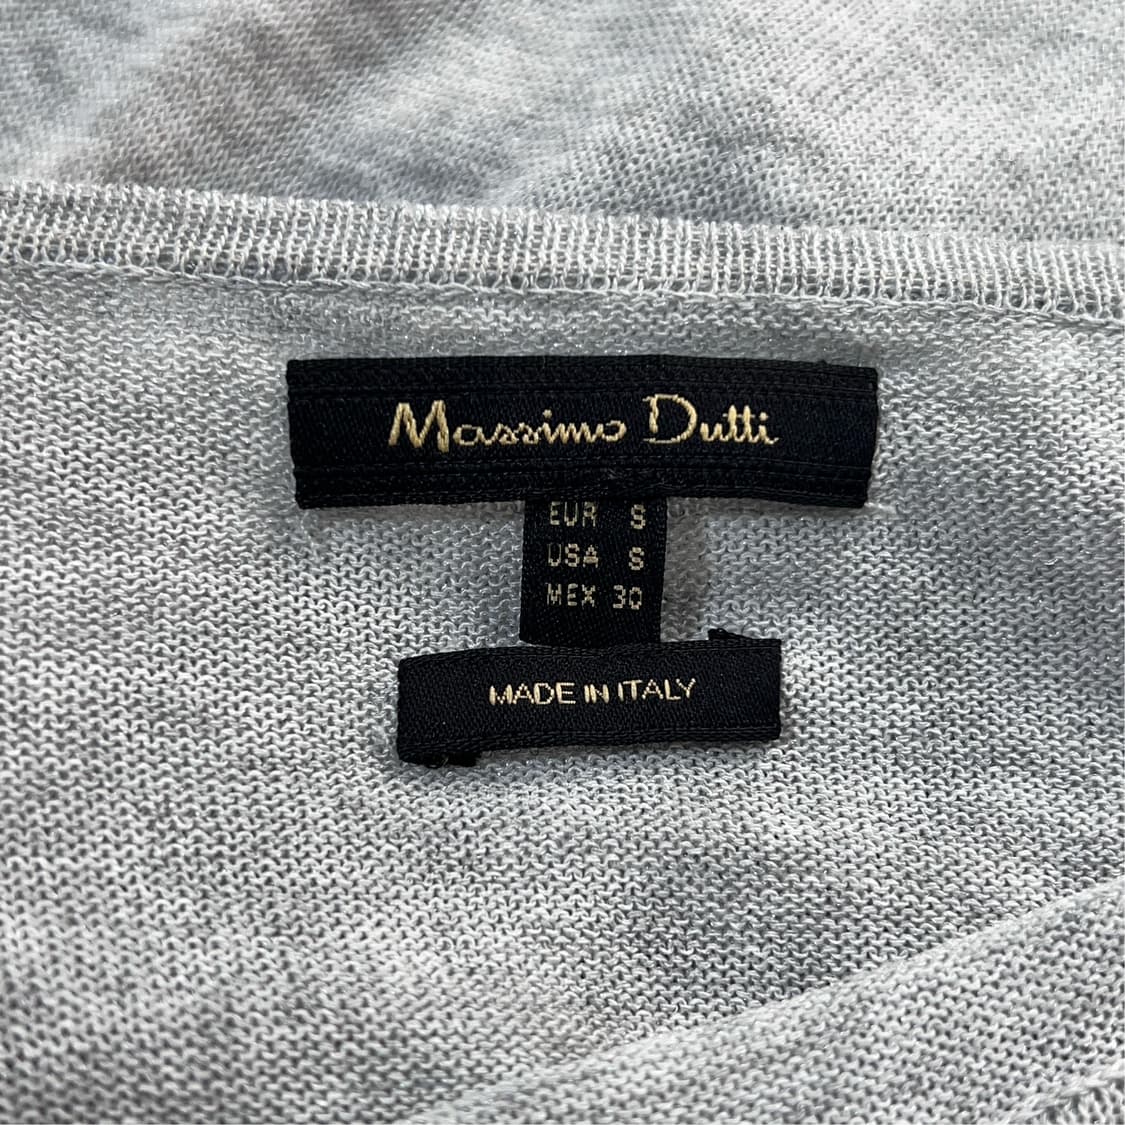 Massimo Dutti
EUR S
USA S
MEX 30
MADE IN ITALY